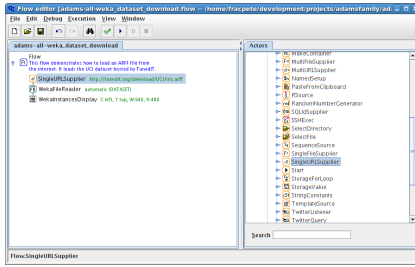 Flow editor [adams-all-weka_dataset_download.flow -- /home/fracpete/development/projects/adamsfamily/ad
File Edit Debug Execution View Window
adams-all-weka_dataset_download
Flow
This flow demonstrates how to load an ARFF file from
the internet. It loads the UCI dataset hosted by TunedIT.
SingleURLSupplier http://tunedit.org/download/UCI/iris.arff
WekaFileReader automatic (DATASET)
WekaInstancesDisplay X:left, Y:top, W:640, H:480
Actors
MakeContainer
MultiFileSupplier
MultiURLSupplier
NamedSetup
PasteFromClipboard
RSource
RandomNumberGenerator
SQLIdSupplier
SSHExec
SelectDirectory
SelectFile
SequenceSource
SingleFileSupplier
SingleURLSupplier
Start
StorageForLoop
StorageValue
StringConstants
TemplateSource
TwitterListener
TwitterQuery
Search
Flow.SingleURLSupplier